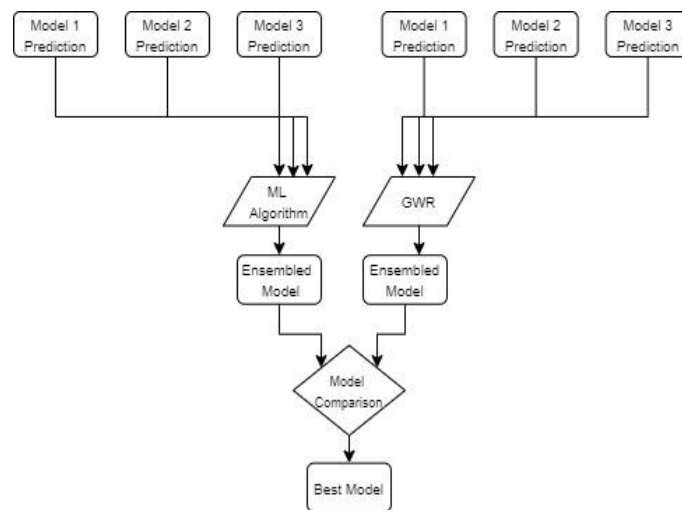 Model 1
Prediction
Model 2
Prediction
Model 3
Prediction
Model 1
Prediction
Model 2
Prediction
Model 3
Prediction
ML
Algorithm
GWR
Ensembled
Model
Ensembled
Model
Model
Comparison
Best Model